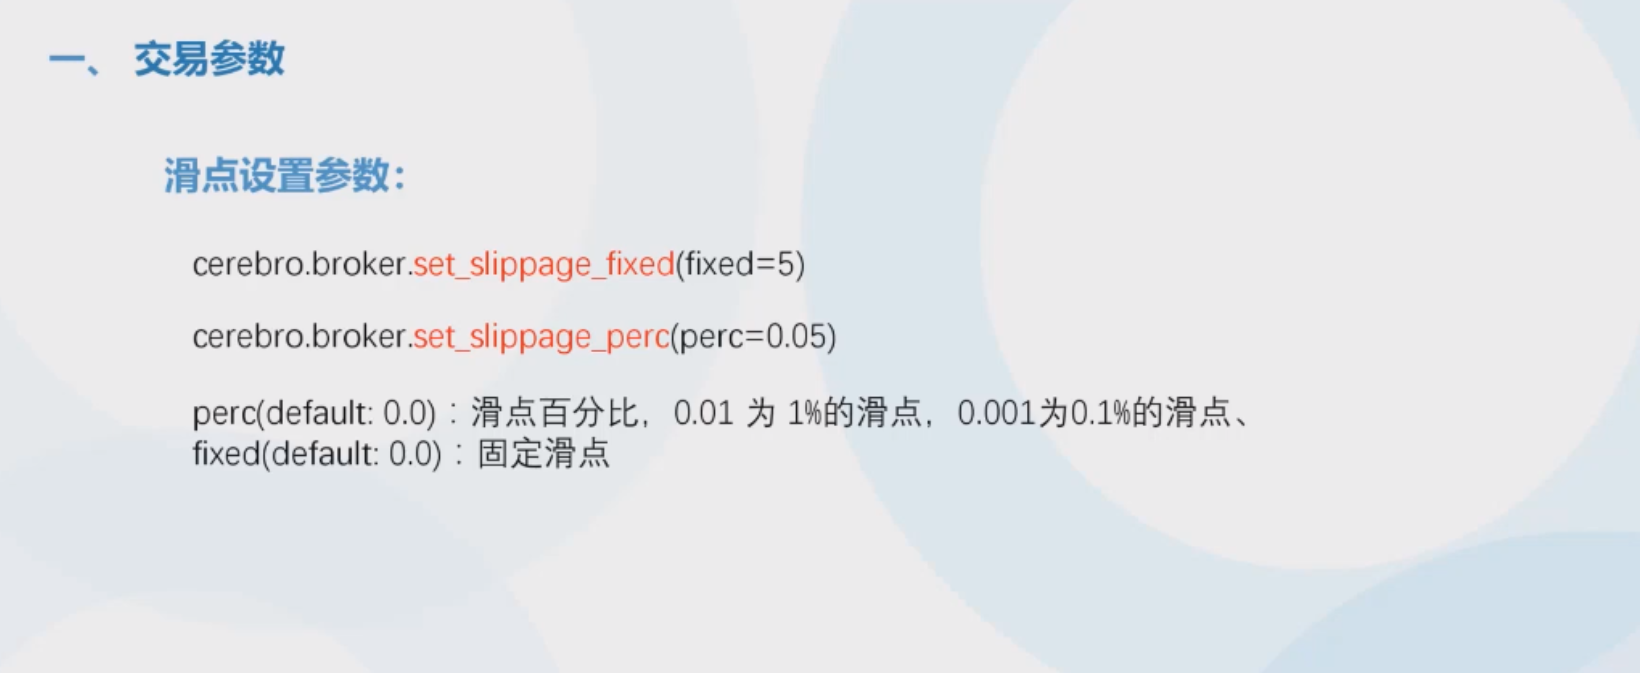 一、 交易参数
滑点设置参数：
cerebro.broker.set_slippage_fixed(fixed=5)
cerebro.broker.set_slippage_perc(perc=0.05)
perc(default: 0.0)：滑点百分比，0.01 为 1%的滑点，0.001为0.1%的滑点、
fixed(default: 0.0)：固定滑点